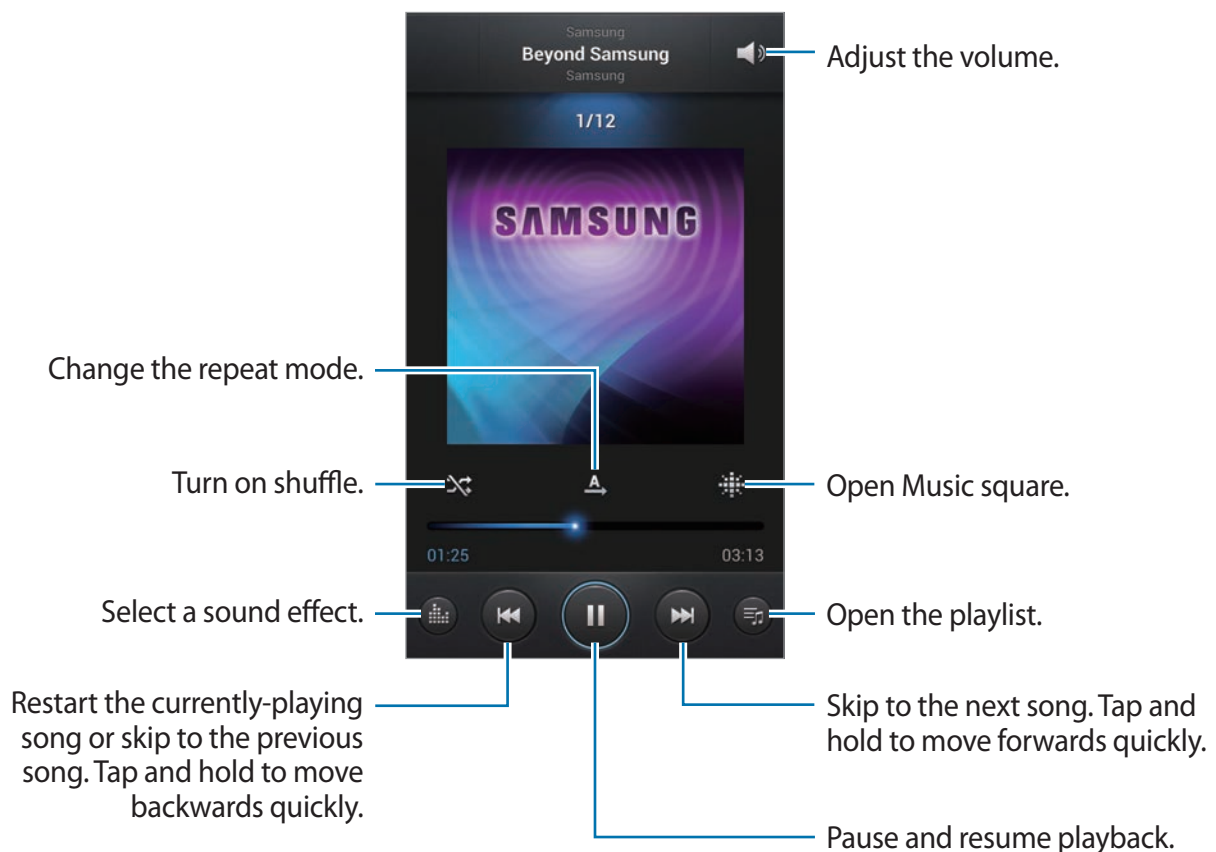 Samsung
Beyond Samsung
Samsung
Adjust the volume.
1/12
SAMSUNG
Change the repeat mode.
A
Turn on shuffle.
Open Music square.
01:25
03:13
Select a sound effect.
Open the playlist.
Restart the currently-playing
song or skip to the previous
song. Tap and hold to move
backwards quickly.
Skip to the next song. Tap and
hold to move forwards quickly.
Pause and resume playback.